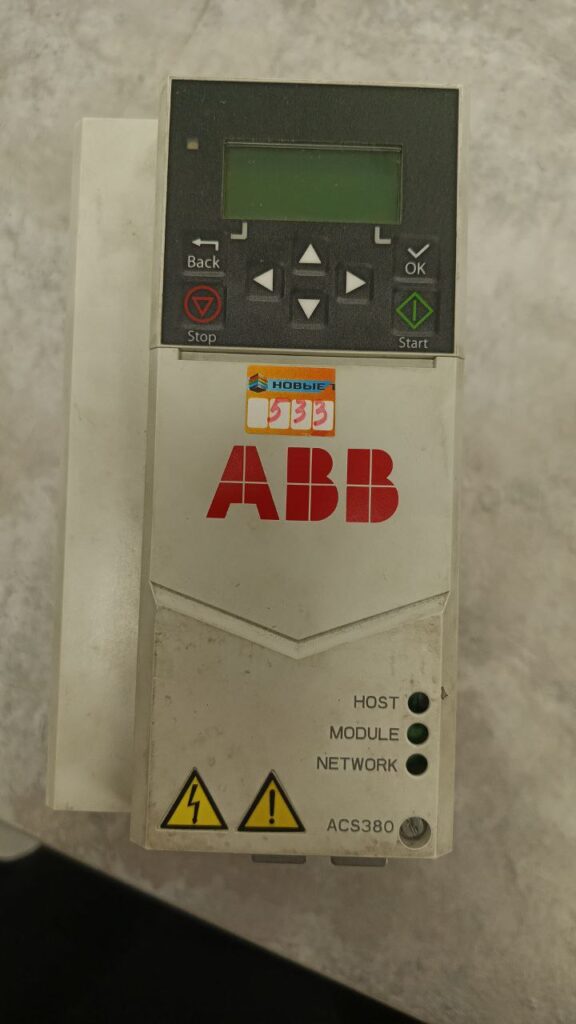 Back
OK
Stop
Start
НОВЫЕ
533
ABB
HOST
MODULE
NETWORK
ACS380